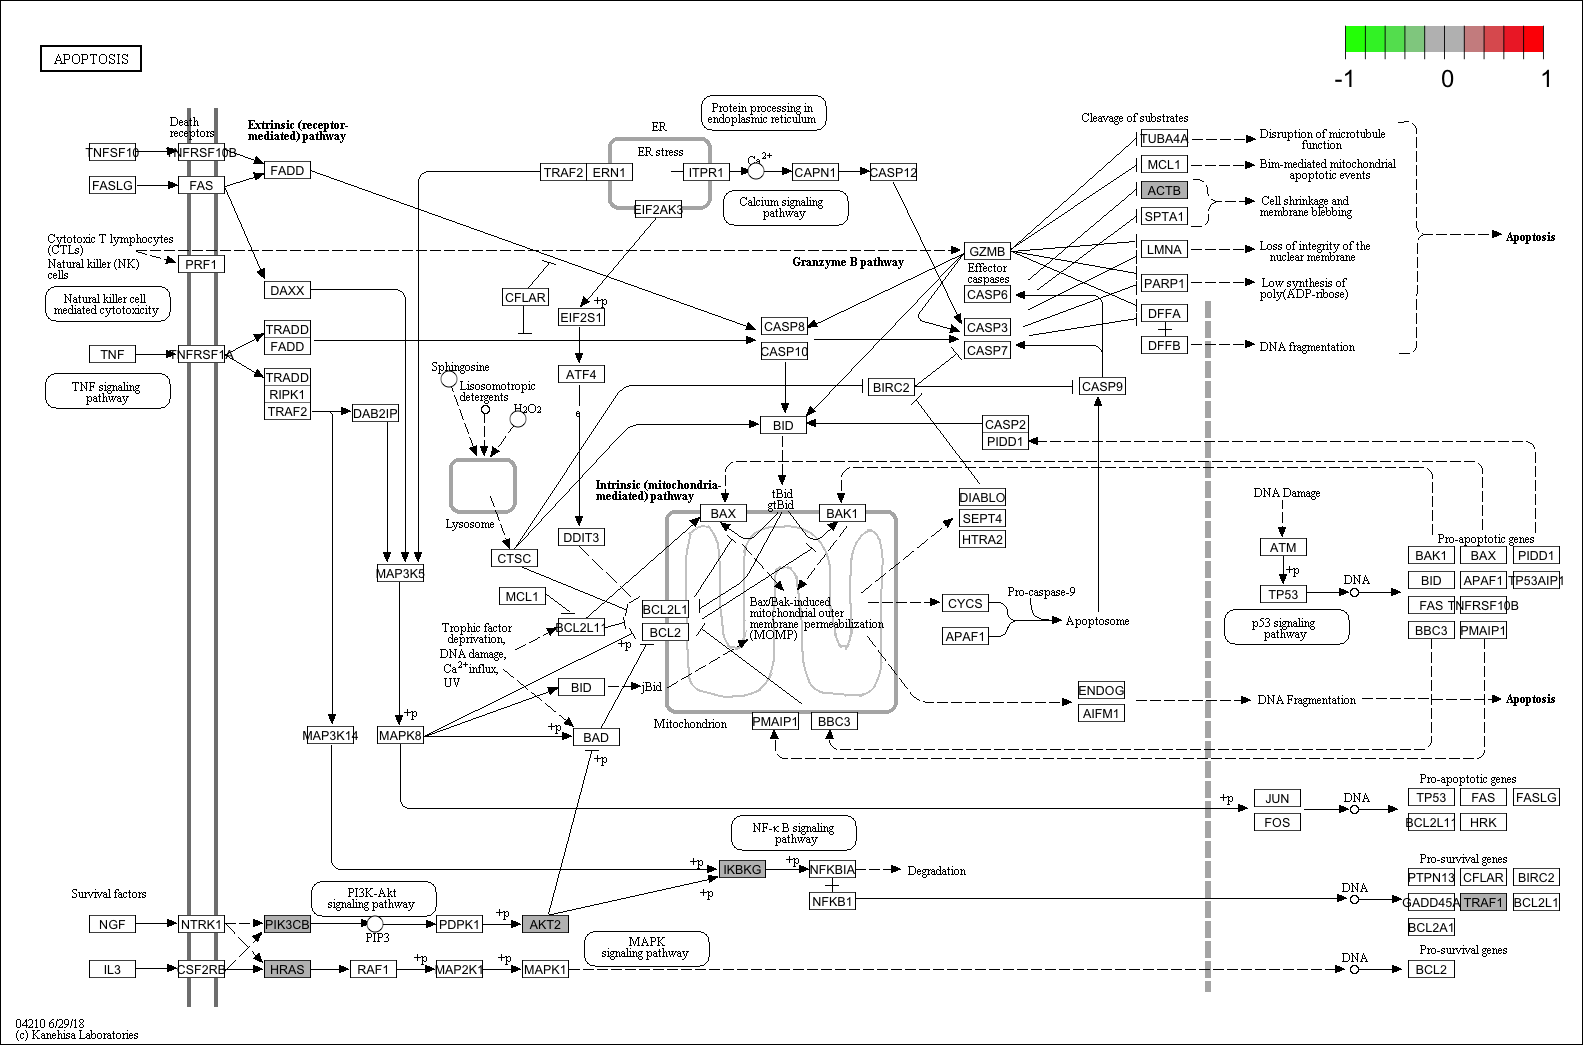 APOPTOSIS
-1
0
1
Death
receptors
Extrinsic (receptor-
mediated) pathway
ER
Protein processing in
endoplasmic reticulum
Cleavage of substrates
TNFSF10
TNFRSF10B
FADD
FASLG
FAS
TRAF2
ERN1
ER stress
ITPR1
Ca2+
CAPN1
CASP12
EIF2AK3
Calcium signaling
pathway
TUBA4A
MCL1
ACTB
SPTA1
LMNA
PARP1
DFFA
DFFB
Disruption of microtubule
function
Bim-mediated mitochondrial
apoptotic events
Cell shrinkage and
membrane blebbing
Loss of integrity of the
nuclear membrane
Low synthesis of
poly(ADP-ribose)
DNA fragmentation
Apoptosis
Cytotoxic T lymphocytes
(CTLs)
Natural killer (NK)
cells
PRF1
Natural killer cell
mediated cytotoxicity
DAXX
Granzyme B pathway
GZMB
Effector
caspases
CASP6
CASP3
CASP7
CFLAR
+p
EIF2S1
CASP8
CASP10
TNF
TNFRSF1A
TRADD
FADD
TRADD
RIPK1
TRAF2
TNF signaling
pathway
DAB2IP
Sphingosine
Lisosomotropic
detergents
H2O2
ATF4
e
BIRC2
CASP9
BID
CASP2
PIDD1
Lysosome
Intrinsic (mitochondria-
mediated) pathway
tBid
gtBid
BAX
BAK1
DIABLO
SEPT4
HTRA2
DNA Damage
ATM
+p
TP53
DNA
p53 signaling
pathway
Pro-apoptotic genes
BAK1
BAX
PIDD1
BID
APAF1
TP53AIP1
FAS
TNFRSF10B
BBC3
PMAIP1
DDIT3
CTSC
MAP3K5
MCL1
BCL2L11
BCL2L1
BCL2
+p
Bax/Bak-induced
mitochondrial outer
membrane permeabilization
(MOMP)
CYCS
APAF1
Pro-caspase-9
Apoptosome
Trophic factor
deprivation,
DNA damage,
Ca2+influx,
UV
BID
jBid
Mitochondrion
PMAIP1
BBC3
ENDOG
AIFM1
DNA Fragmentation
Apoptosis
MAP3K14
+p
MAPK8
+p
BAD
+p
+p
JUN
FOS
DNA
Pro-apoptotic genes
TP53
FAS
FASLG
BCL2L11
HRK
NF-κ B signaling
pathway
+p
IKBKG
+p
NFKBIA
Degradation
+p
NFKB1
DNA
Pro-survival genes
PTPN13
CFLAR
BIRC2
GADD45A
TRAF1
BCL2L1
BCL2A1
Survival factors
PI3K-Akt
signaling pathway
NGF
NTRK1
PIK3CB
PIP3
PDPK1
+p
AKT2
MAPK
signaling pathway
IL3
CSF2RB
HRAS
RAF1
+p
MAP2K1
+p
MAPK1
DNA
Pro-survival genes
BCL2
04210 6/29/18
(c) Kanehisa Laboratories